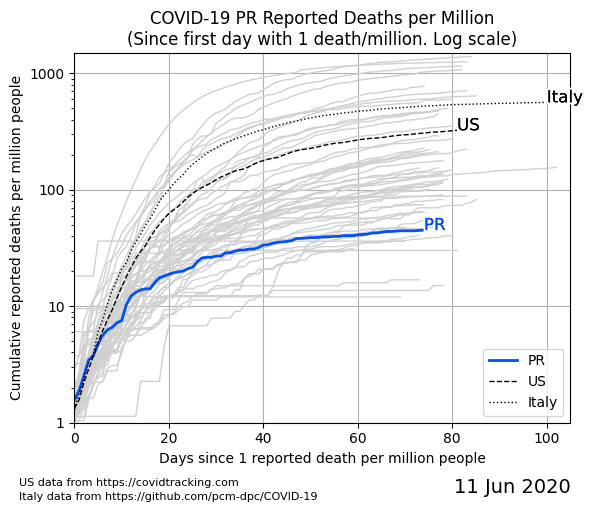 COVID-19 PR Reported Deaths per Million
(Since first day with 1 death/million. Log scale)
Cumulative reported deaths per million people
1000
100
10
1
Italy
US
PR
PR
US
Italy
0
20
40
60
80
100
Days since 1 reported death per million people
US data from https://covidtracking.com
Italy data from https://github.com/pcm-dpc/COVID-19
11 Jun 2020